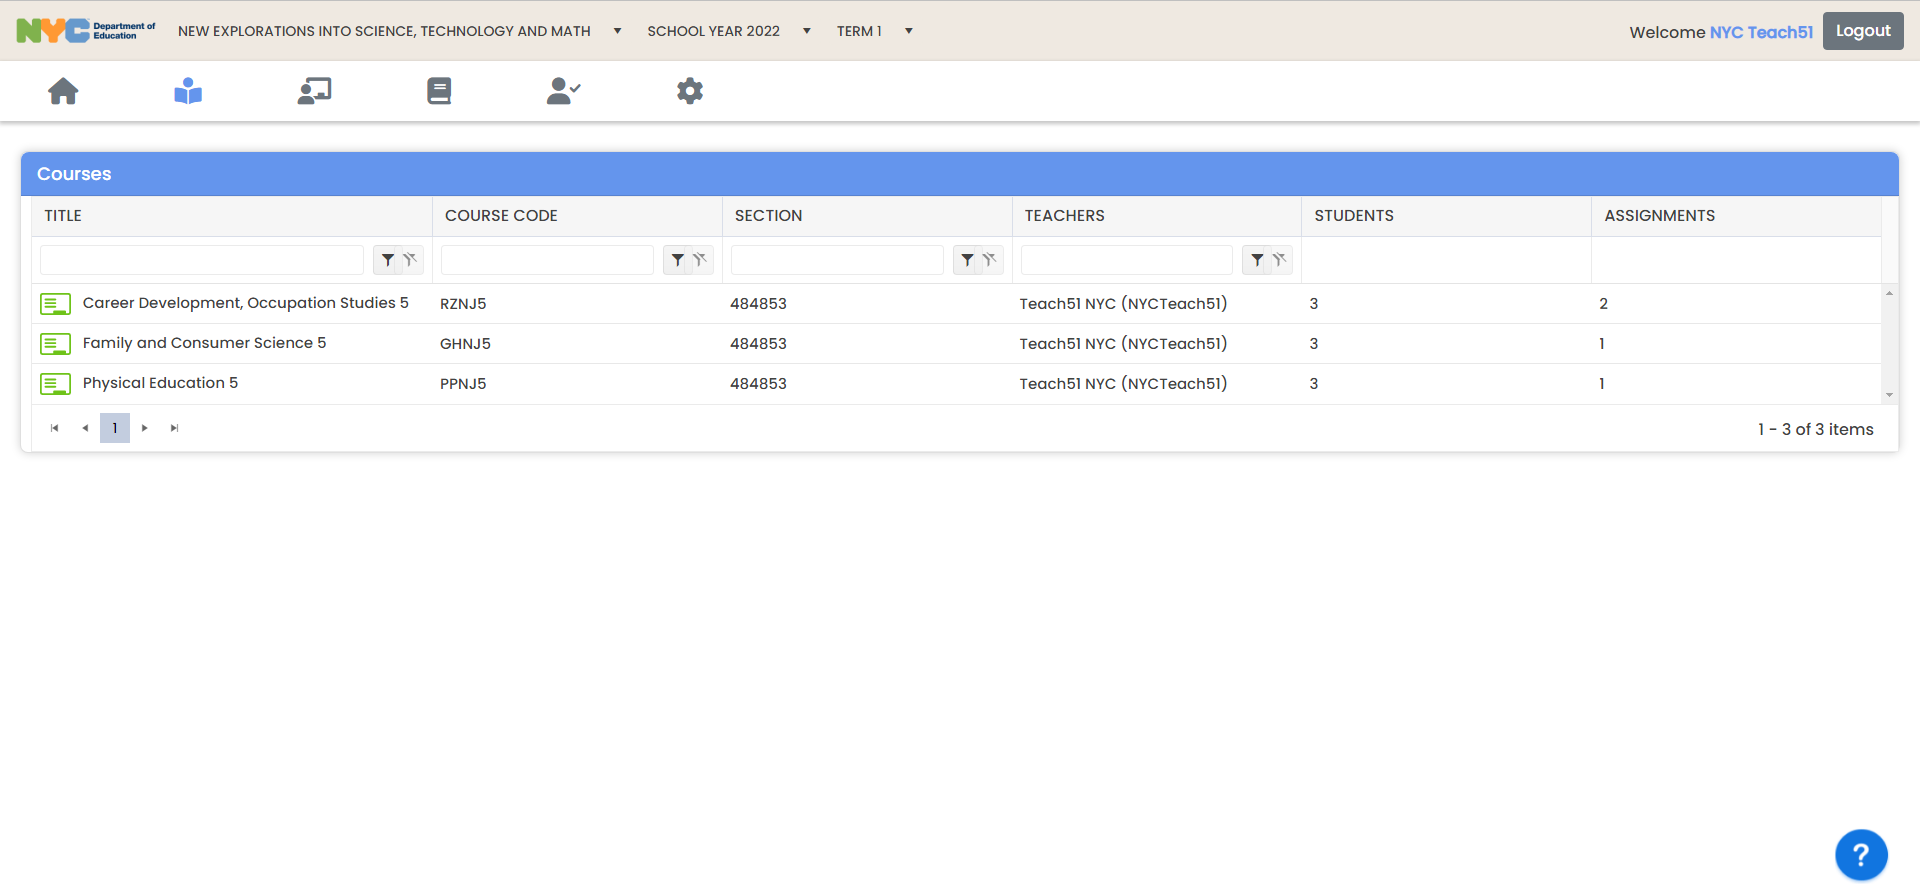 NYC Department of Education
NEW EXPLORATIONS INTO SCIENCE, TECHNOLOGY AND MATH SCHOOL YEAR 2022 TERM 1 Welcome NYC Teach51 Logout
Courses
TITLE COURSE CODE SECTION TEACHERS STUDENTS ASSIGNMENTS
Career Development, Occupation Studies 5 RZNJ5 484853 Teach51 NYC (NYCTeach51) 3 2
Family and Consumer Science 5 GHNJ5 484853 Teach51 NYC (NYCTeach51) 3 1
Physical Education 5 PPNJ5 484853 Teach51 NYC (NYCTeach51) 3 1
1 1 - 3 of 3 items
?